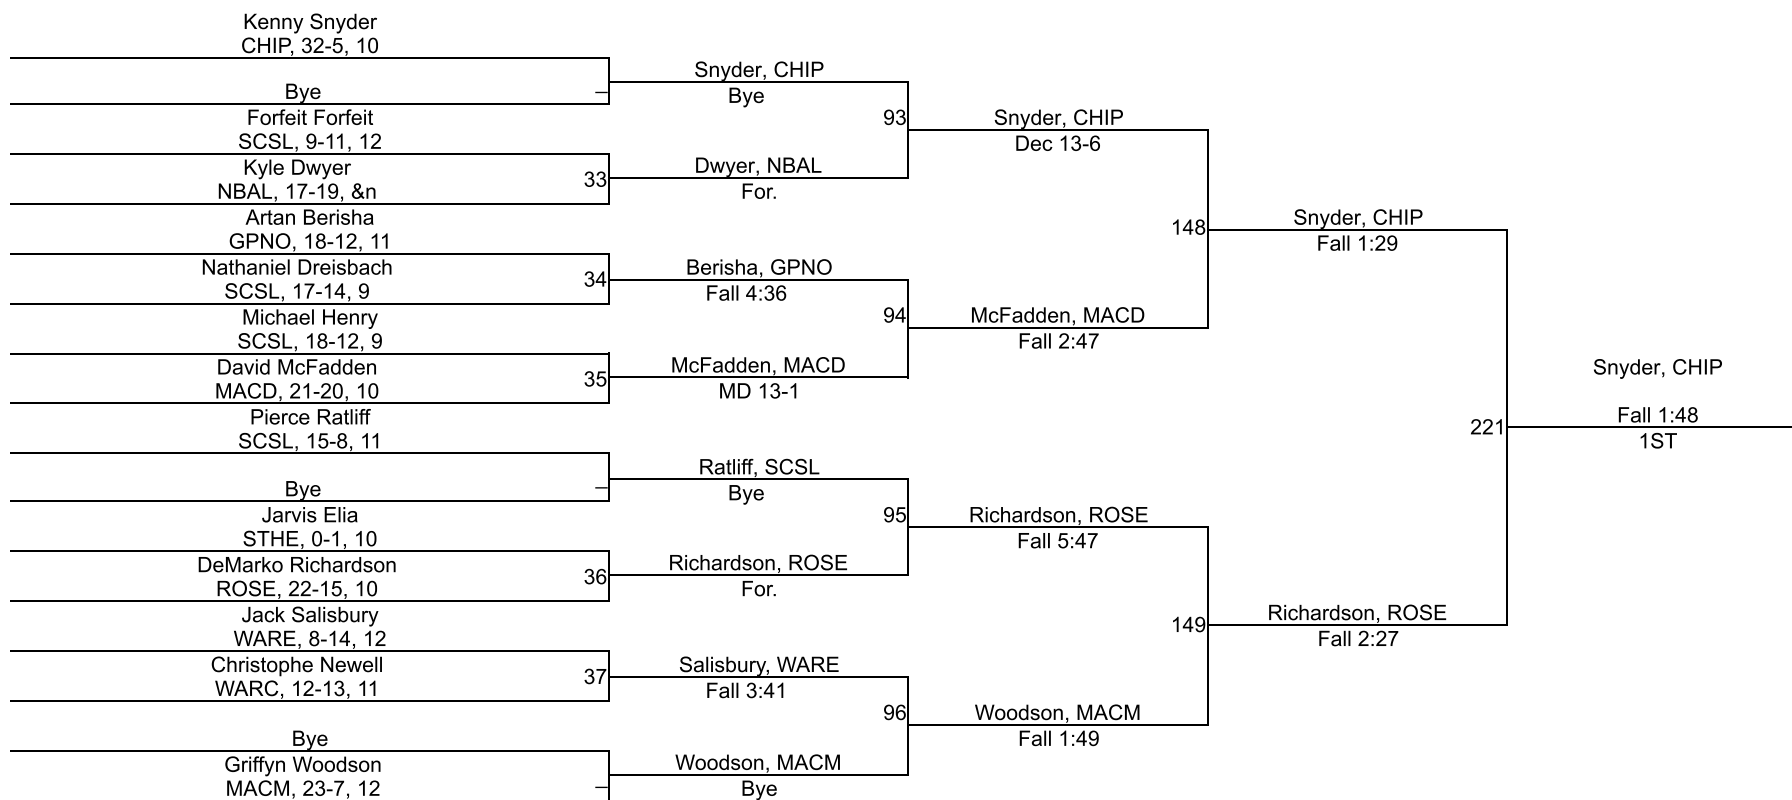 Kenny Snyder
CHIP, 32-5, 10
Bye
Forfeit Forfeit
SCSL, 9-11, 12
Kyle Dwyer
NBAL, 17-19, &n
Artan Berisha
GPNO, 18-12, 11
Nathaniel Dreisbach
SCSL, 17-14, 9
Michael Henry
SCSL, 18-12, 9
David McFadden
MACD, 21-20, 10
Pierce Ratliff
SCSL, 15-8, 11
Bye
Jarvis Elia
STHE, 0-1, 10
DeMarko Richardson
ROSE, 22-15, 10
Jack Salisbury
WARE, 8-14, 12
Christophe Newell
WARC, 12-13, 11
Bye
Griffyn Woodson
MACM, 23-7, 12
–
33
34
35
–
36
37
–
Snyder, CHIP
Bye
Dwyer, NBAL
For.
Berisha, GPNO
Fall 4:36
McFadden, MACD
MD 13-1
Ratliff, SCSL
Bye
Richardson, ROSE
For.
Salisbury, WARE
Fall 3:41
Woodson, MACM
Bye
93
94
95
96
Snyder, CHIP
Dec 13-6
McFadden, MACD
Fall 2:47
Richardson, ROSE
Fall 5:47
Woodson, MACM
Fall 1:49
148
149
Snyder, CHIP
Fall 1:29
Richardson, ROSE
Fall 2:27
221
Snyder, CHIP
Fall 1:48
1ST